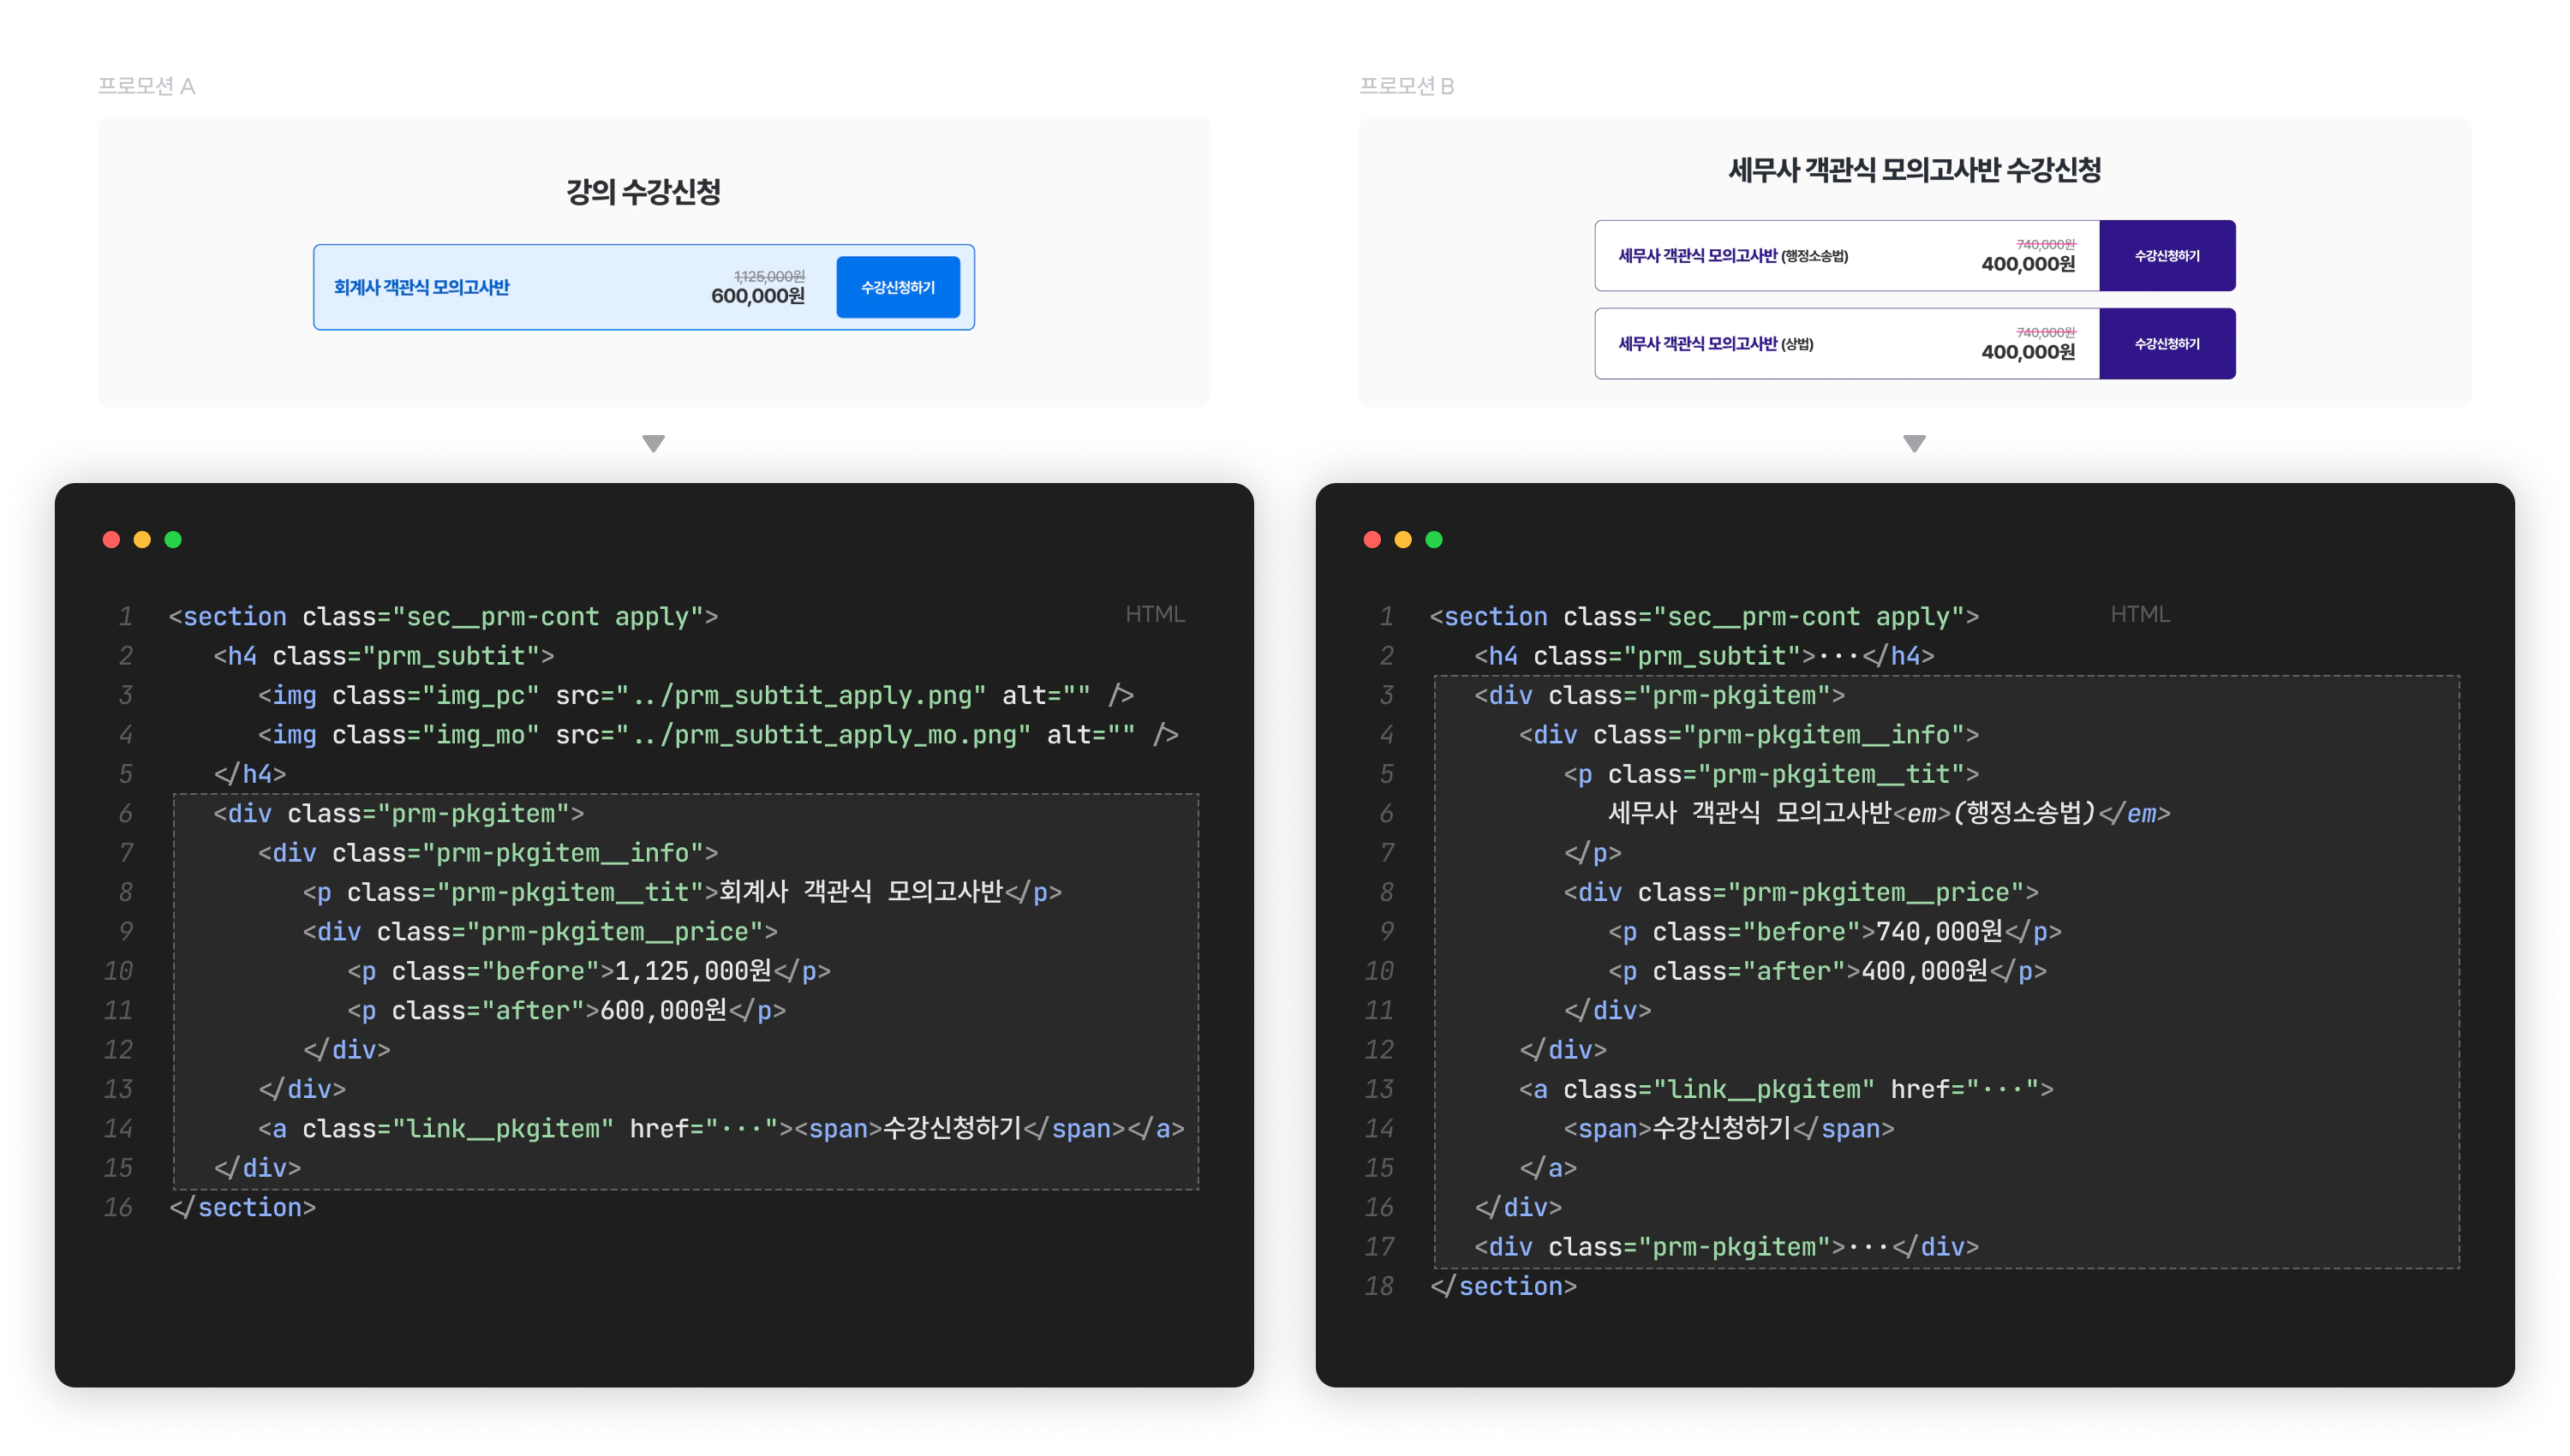 프로모션 A
강의 수강신청
회계사 객관식 모의고사반
1,125,000원
600,000원
수강신청하기
HTML
1 <section class="sec__prm-cont apply">
2 <h4 class="prm_subtit">
3 <img class="img_pc" src="../prm_subtit_apply.png" alt="" />
4 <img class="img_mo" src="../prm_subtit_apply_mo.png" alt="" />
5 </h4>
6 <div class="prm-pkgitem">
7 <div class="prm-pkgitem__info">
8 <p class="prm-pkgitem__tit">회계사 객관식 모의고사반</p>
9 <div class="prm-pkgitem__price">
10 <p class="before">1,125,000원</p>
11 <p class="after">600,000원</p>
12 </div>
13 </div>
14 <a class="link__pkgitem" href="···"><span>수강신청하기</span></a>
15 </div>
16 </section>
프로모션 B
세무사 객관식 모의고사반 수강신청
세무사 객관식 모의고사반 (행정소송법)
740,000원
400,000원
수강신청하기
세무사 객관식 모의고사반 (상법)
740,000원
400,000원
수강신청하기
HTML
1 <section class="sec__prm-cont apply">
2 <h4 class="prm_subtit">···</h4>
3 <div class="prm-pkgitem">
4 <div class="prm-pkgitem__info">
5 <p class="prm-pkgitem__tit">
6 세무사 객관식 모의고사반<em>(행정소송법)</em>
7 </p>
8 <div class="prm-pkgitem__price">
9 <p class="before">740,000원</p>
10 <p class="after">400,000원</p>
11 </div>
12 </div>
13 <a class="link__pkgitem" href="···">
14 <span>수강신청하기</span>
15 </a>
16 </div>
17 <div class="prm-pkgitem">···</div>
18 </section>